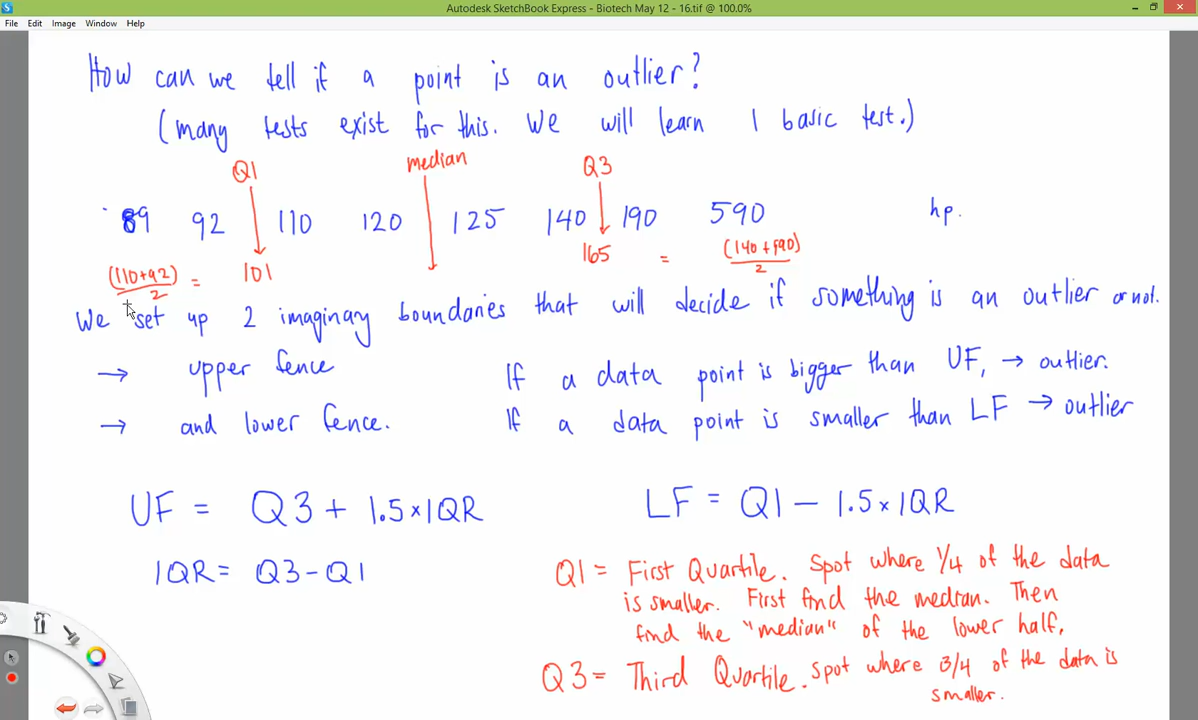 Autodesk SketchBook Express - Biotech May 12 - 16.tif @ 100.0%
File Edit Image Window Help
How can we tell if a point is an outlier?
(many tests exist for this. We will learn 1 basic test.)
Q1 median Q3
89 92 110 120 125 140 190 590 hp.
(110+92)/2 = 101 165 = (140+190)/2
We set up 2 imaginary boundaries that will decide if something is an outlier or not.
→ upper fence
If a data point is bigger than UF, → outlier.
→ and lower fence.
If a data point is smaller than LF → outlier
UF = Q3 + 1.5×IQR
LF = Q1 - 1.5×IQR
IQR = Q3-Q1
Q1 = First Quartile. Spot where 1/4 of the data
is smaller. First find the median. Then
find the "median" of the lower half.
Q3 = Third Quartile. Spot where 3/4 of the data is
smaller.